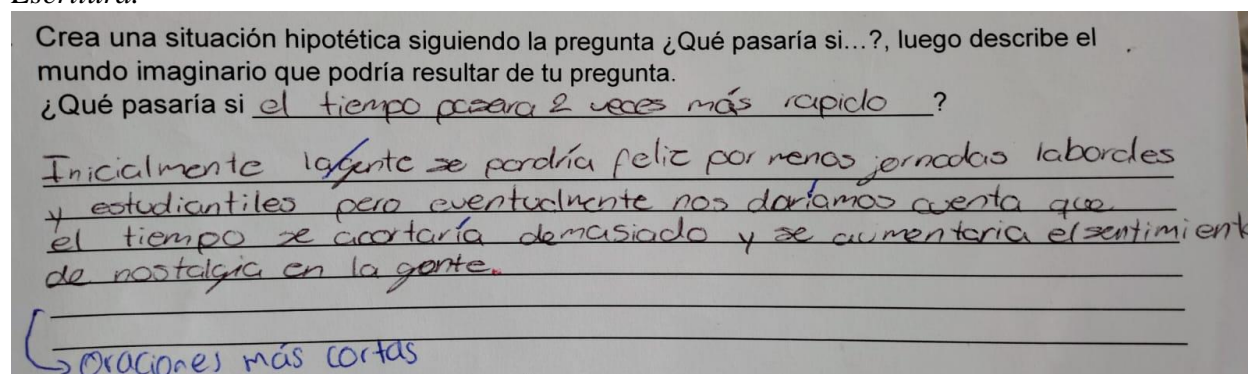 Crea una situación hipotética siguiendo la pregunta ¿Qué pasaría si...?, luego describe el
mundo imaginario que podría resultar de tu pregunta.
¿Qué pasaría si el tiempo pasara 2 veces más rapido ?
Inicialmente la gente se pondría feliz por menos jornadas laborales
y estudiantiles pero eventualmente nos daríamos cuenta que
el tiempo se acortaría demasiado y se aumentaria el sentimient
de nostalgia en la gente.
oraciones más cortas